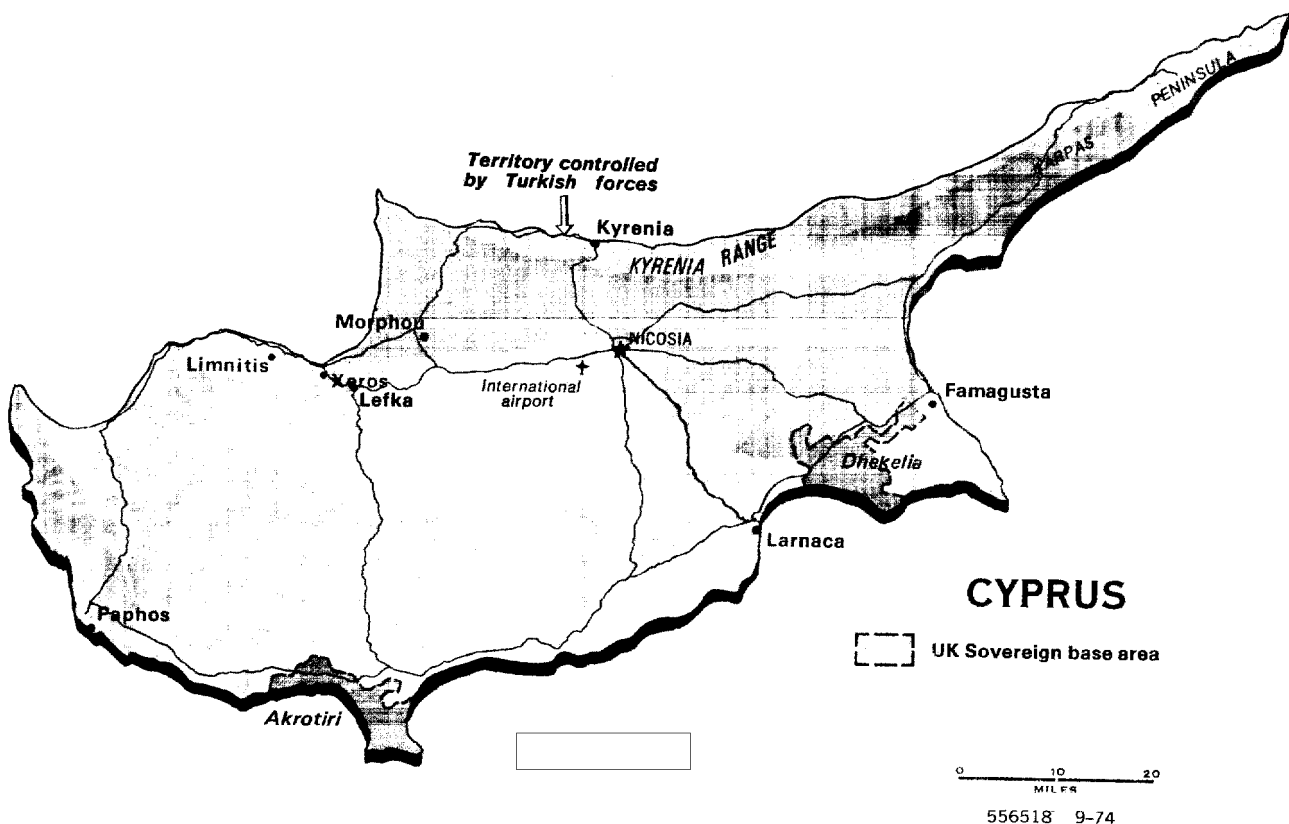 PENINSULA
KARPAS
Territory controlled
by Turkish forces
Kyrenia
KYRENIA RANGE
Morphou
NICOSIA
Limnitis
Xeros
Lefka
International
airport
Famagusta
Dhekelia
Larnaca
CYPRUS
Paphos
UK Sovereign base area
Akrotiri
0 10 20
MILES
556518 9-74